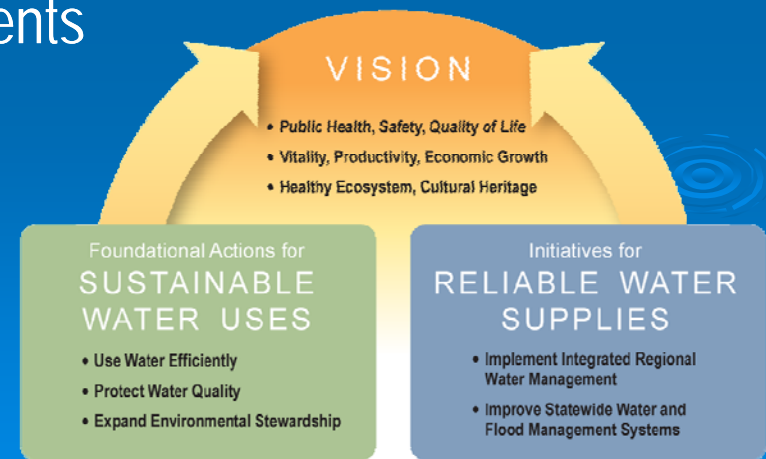 ents
VISION
• Public Health, Safety, Quality of Life
• Vitality, Productivity, Economic Growth
• Healthy Ecosystem, Cultural Heritage
Foundational Actions for
SUSTAINABLE
WATER USES
• Use Water Efficiently
• Protect Water Quality
• Expand Environmental Stewardship
Initiatives for
RELIABLE WATER
SUPPLIES
• Implement Integrated Regional
Water Management
• Improve Statewide Water and
Flood Management Systems